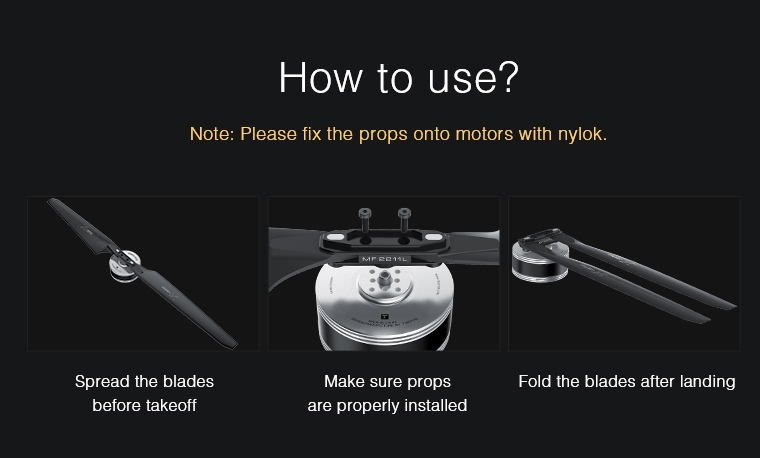 How to use?
Note: Please fix the props onto motors with nylok.
MF2211L
T
Spread the blades
before takeoff
Make sure props
are properly installed
Fold the blades after landing